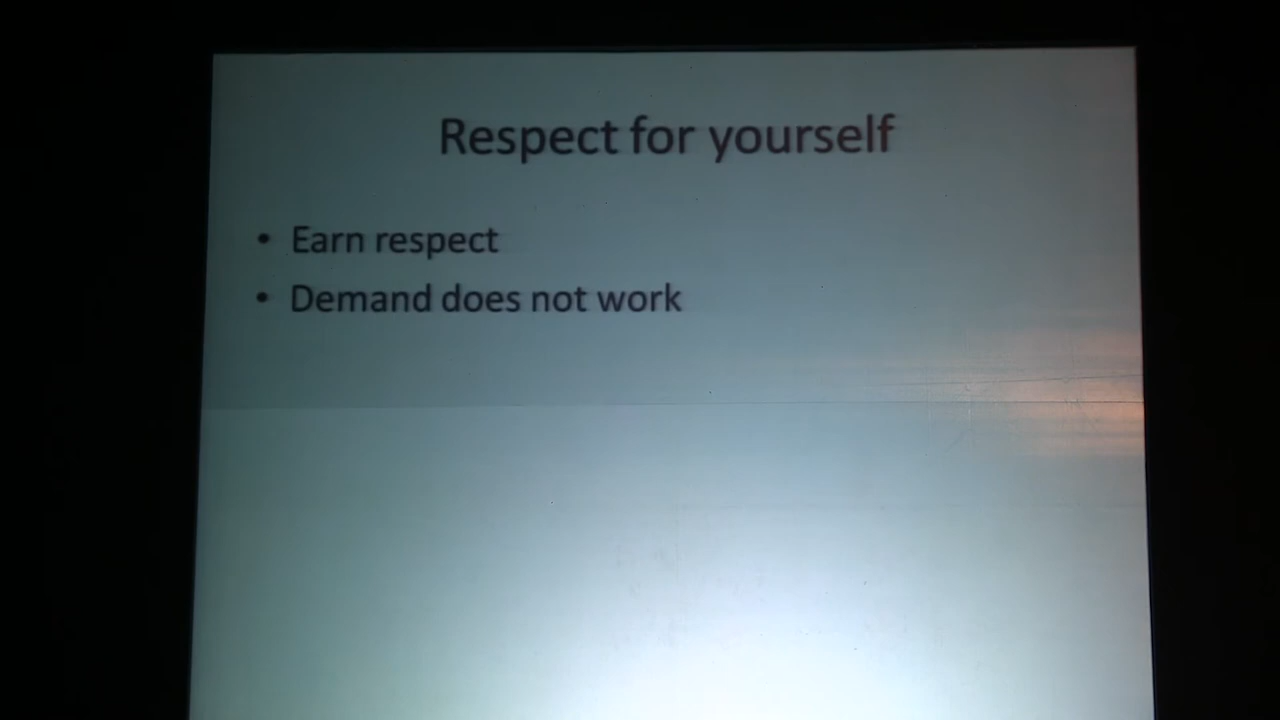 Respect for yourself
• Earn respect
• Demand does not work